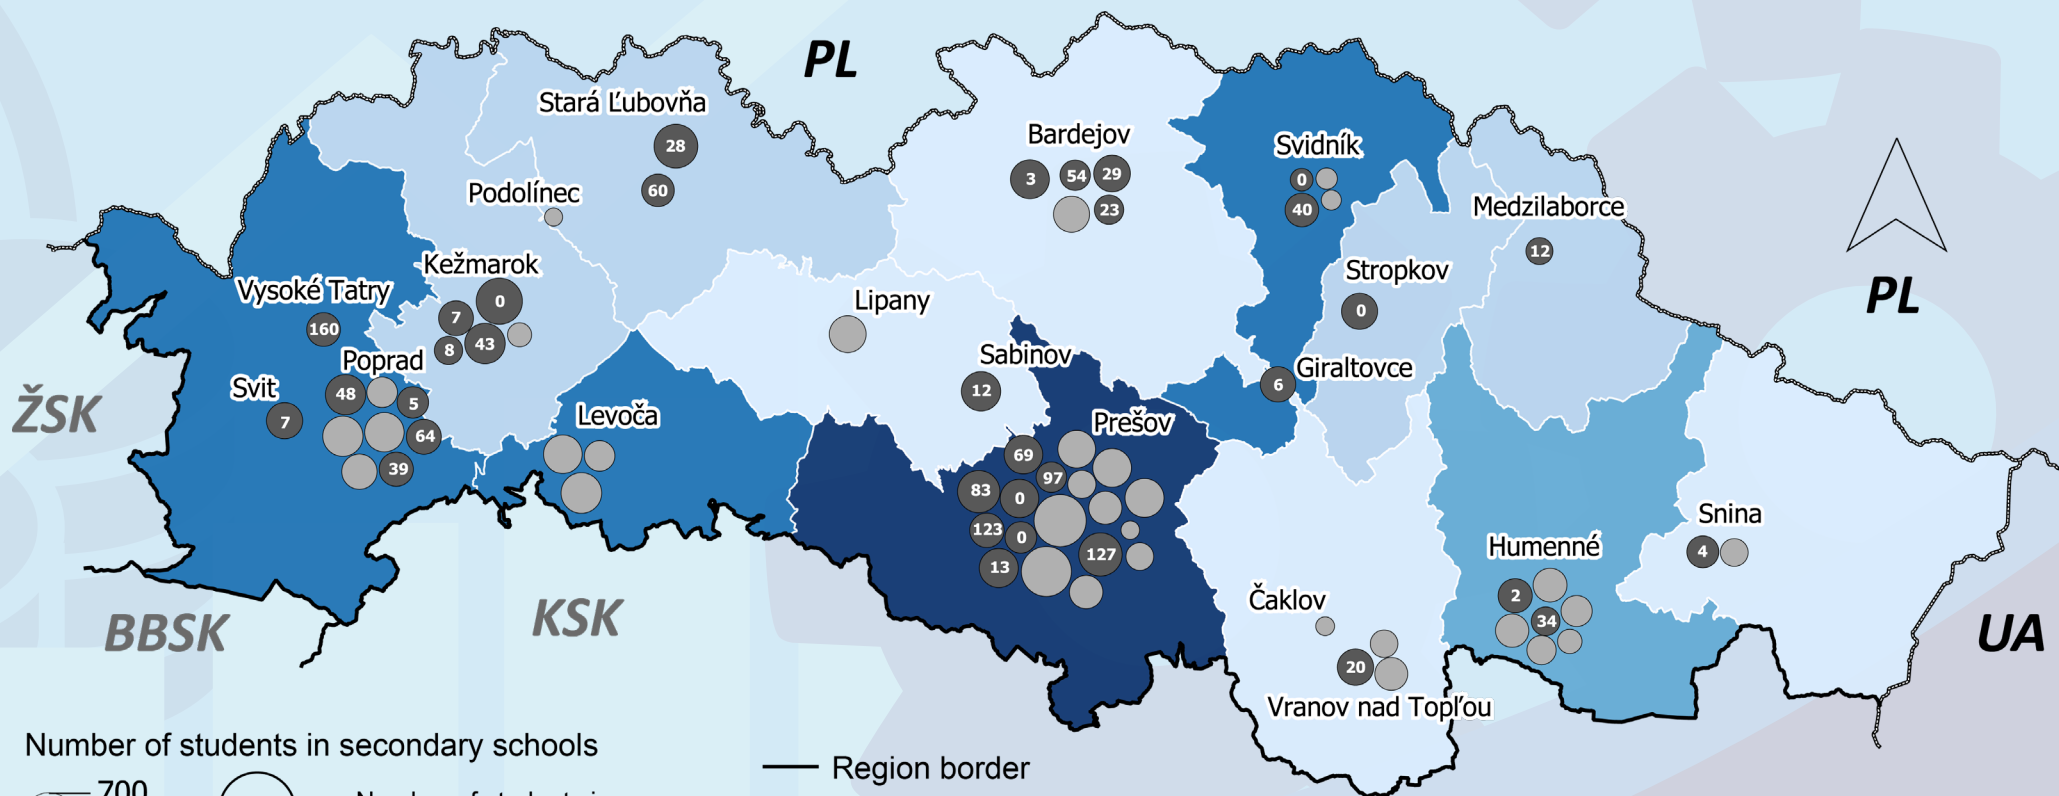 PL
Stará Ľubovňa
28
60
Podolínec
Bardejov
3
54
29
23
Svidník
0
40
Medzilaborce
12
PL
Stropkov
0
Kežmarok
0
7
43
8
Vysoké Tatry
160
Lipany
Sabinov
12
Giraltovce
6
Poprad
48
5
64
39
Svit
7
ŽSK
Levoča
Prešov
69
97
83
0
123
0
127
13
Snina
4
Humenné
2
34
Čaklov
20
Vranov nad Topľou
BBSK
KSK
UA
Number of students in secondary schools
700
Region border